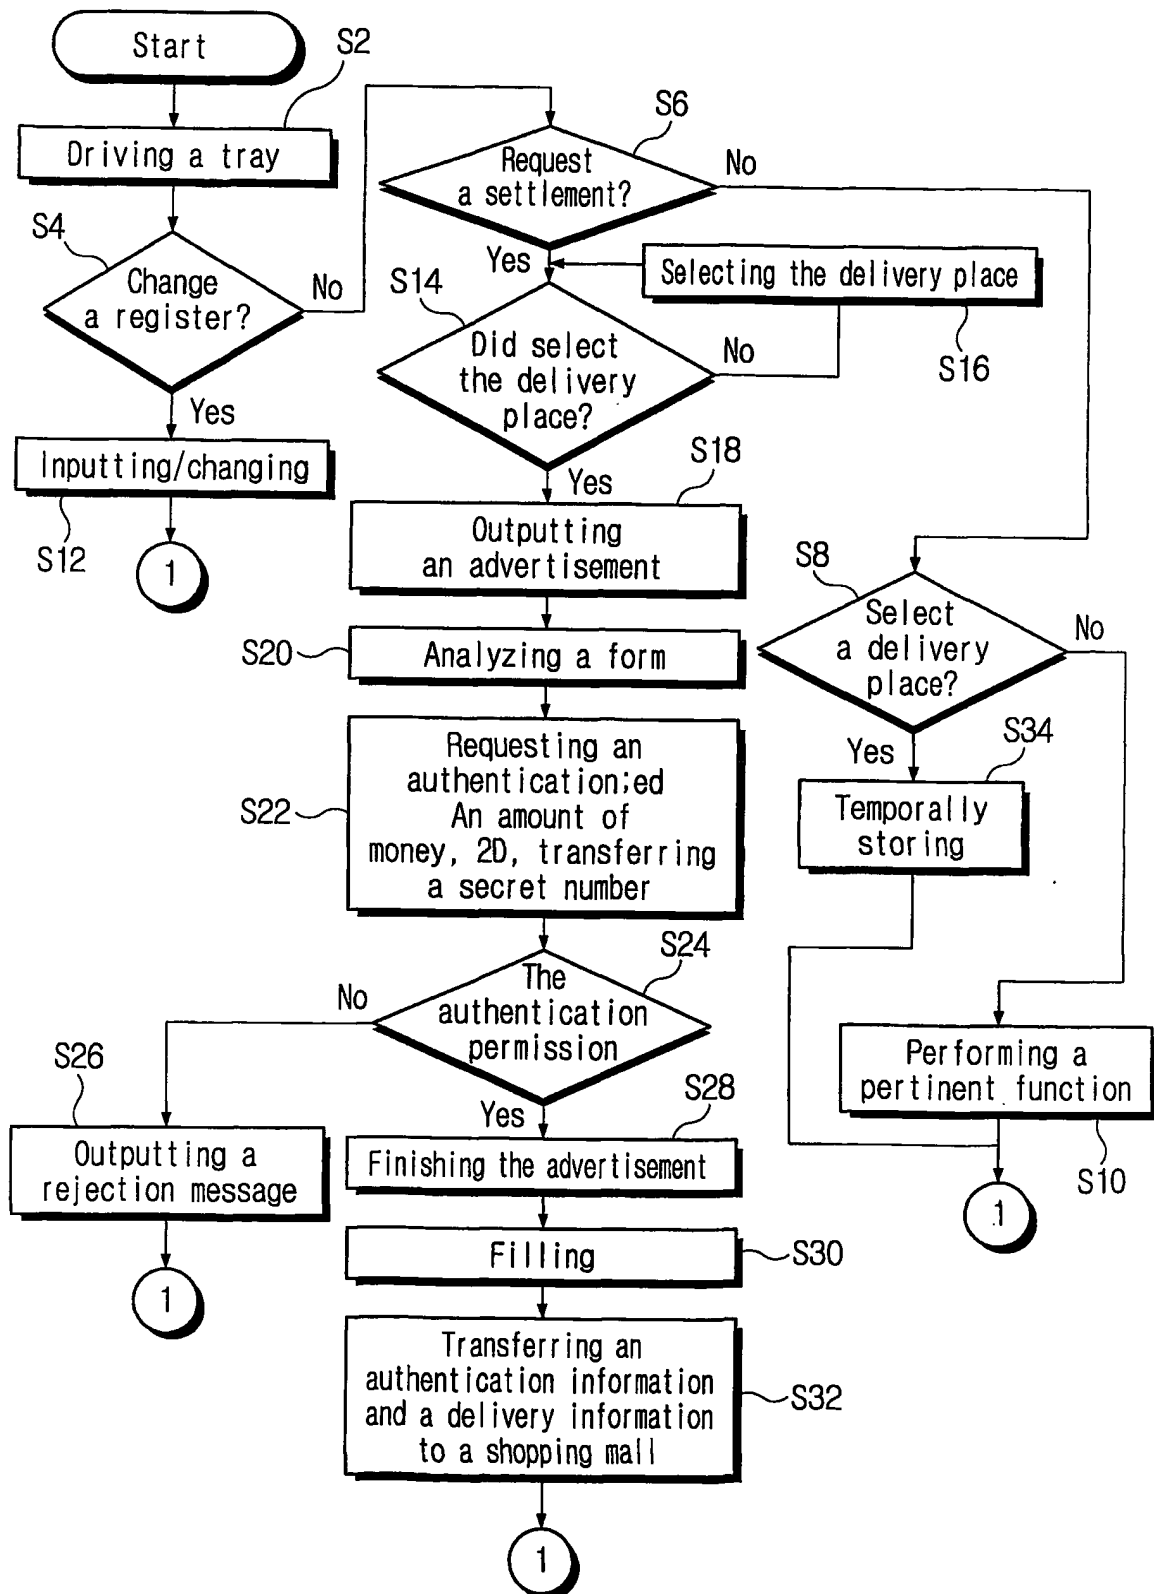 Start
S2
Driving a tray
S4
Change
a register?
No
Yes
Inputting/changing
S12
1
S6
Request
a settlement?
No
Yes
Selecting the delivery place
S16
S14
Did select
the delivery
place?
No
Yes
S18
Outputting
an advertisement
S20
Analyzing a form
S22
Requesting an
authentication;ed
An amount of
money, 2D, transferring
a secret number
S24
The
authentication
permission
No
Yes
S26
Outputting a
rejection message
1
S28
Finishing the advertisement
Filling
S30
Transferring an
authentication information
and a delivery information
to a shopping mall
S32
1
S8
Select
a delivery
place?
No
Yes
S34
Temporally
storing
Performing a
pertinent function
S10
1